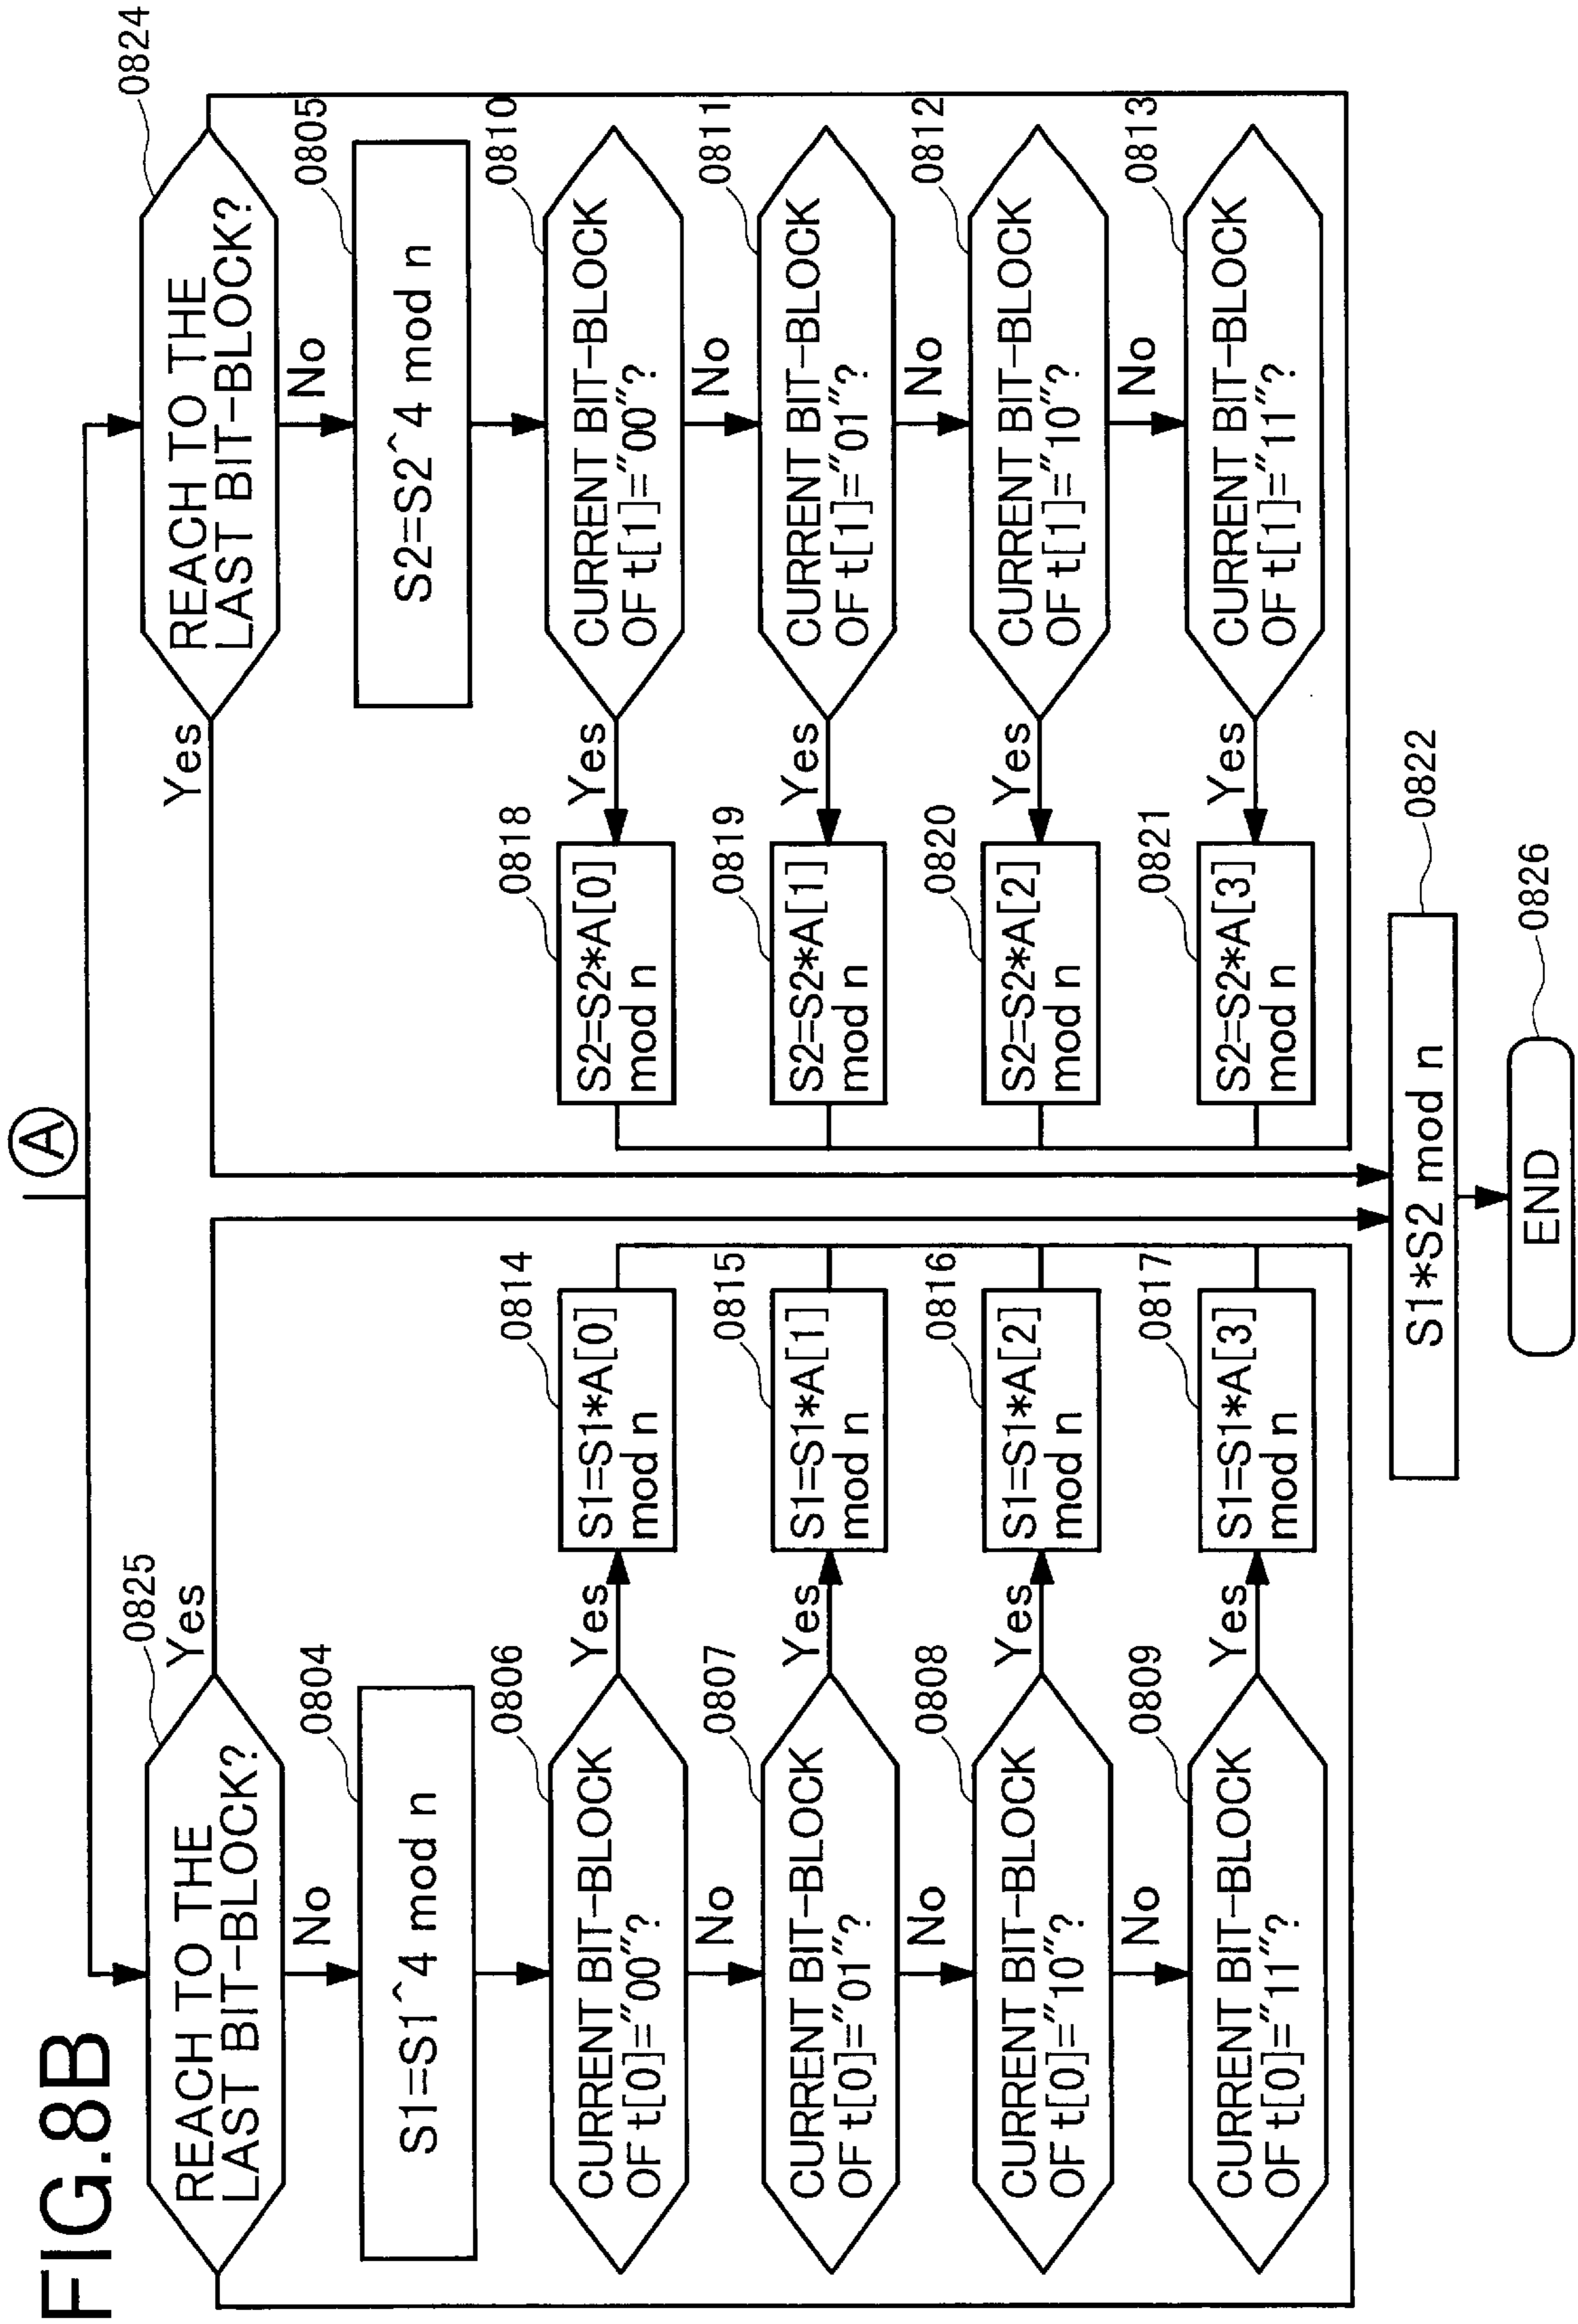 FIG.8B
A
REACH TO THE
LAST BIT-BLOCK?
0825
Yes
No
S1=S1^4 mod n
0804
CURRENT BIT-BLOCK
OF t[0]="00"?
0806
Yes
S1=S1*A[0]
mod n
0814
No
CURRENT BIT-BLOCK
OF t[0]="01"?
0807
Yes
S1=S1*A[1]
mod n
0815
No
CURRENT BIT-BLOCK
OF t[0]="10"?
0808
Yes
S1=S1*A[2]
mod n
0816
No
CURRENT BIT-BLOCK
OF t[0]="11"?
0809
Yes
S1=S1*A[3]
mod n
0817
REACH TO THE
LAST BIT-BLOCK?
0824
Yes
No
S2=S2^4 mod n
0805
CURRENT BIT-BLOCK
OF t[1]="00"?
0810
Yes
S2=S2*A[0]
mod n
0818
No
CURRENT BIT-BLOCK
OF t[1]="01"?
0811
Yes
S2=S2*A[1]
mod n
0819
No
CURRENT BIT-BLOCK
OF t[1]="10"?
0812
Yes
S2=S2*A[2]
mod n
0820
No
CURRENT BIT-BLOCK
OF t[1]="11"?
0813
Yes
S2=S2*A[3]
mod n
0821
S1*S2 mod n
0822
END
0826